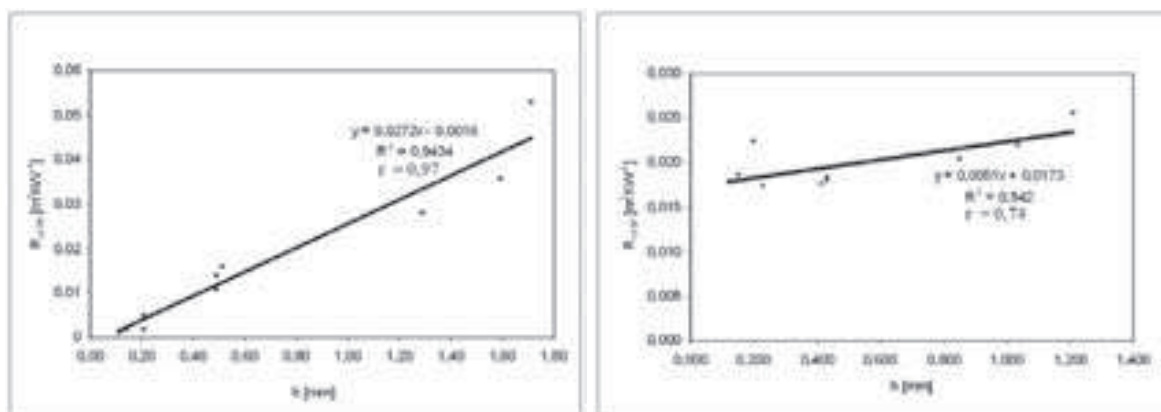 0,06
0,05
0,04
0,03
0,02
0,01
0
0,00 0,20 0,40 0,60 0,80 1,00 1,20 1,40 1,60 1,80
h [mm]
y = 0,0272x - 0,0016
R² = 0,9434
r = 0,97
0,030
0,025
0,020
0,015
0,010
0,005
0,000
0,000 0,200 0,400 0,600 0,800 1,000 1,200 1,400
h [mm]
y = 0,0051x + 0,0173
R² = 0,542
r = 0,74